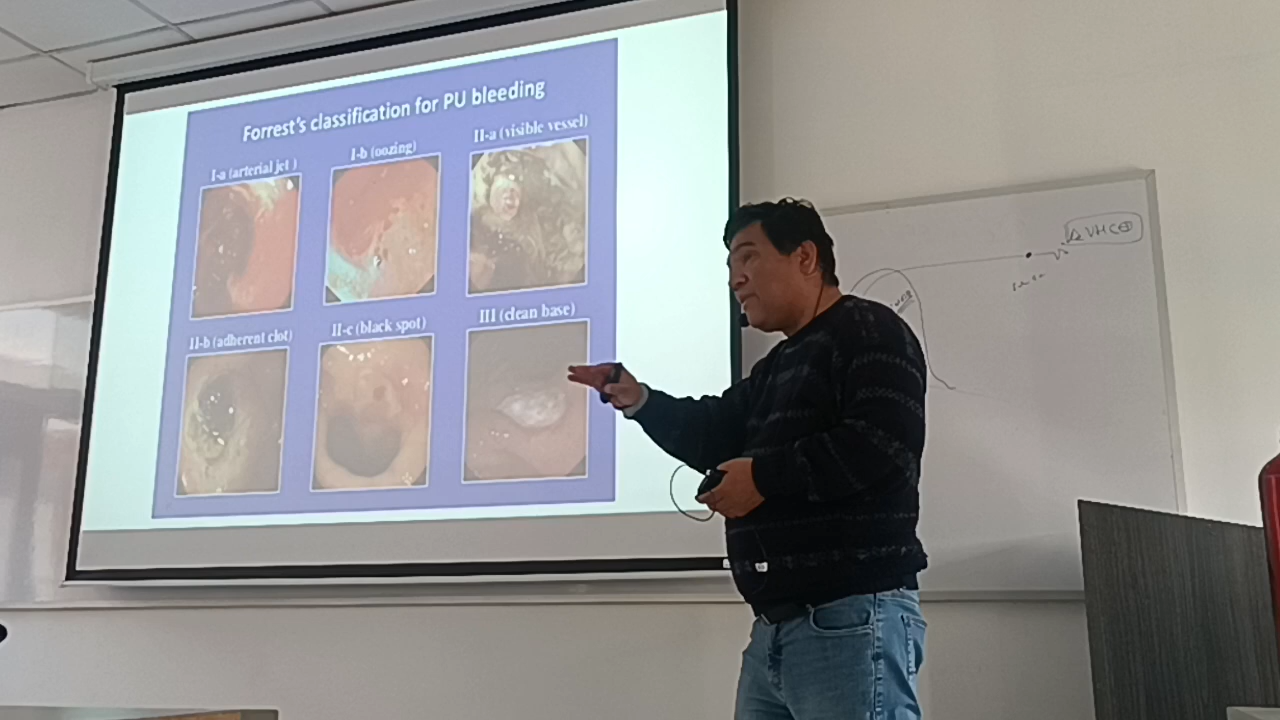 Forrest's classification for PU bleeding
I-a (arterial jet )
I-b (oozing)
II-a (visible vessel)
II-b (adherent clot)
II-c (black spot)
III (clean base)